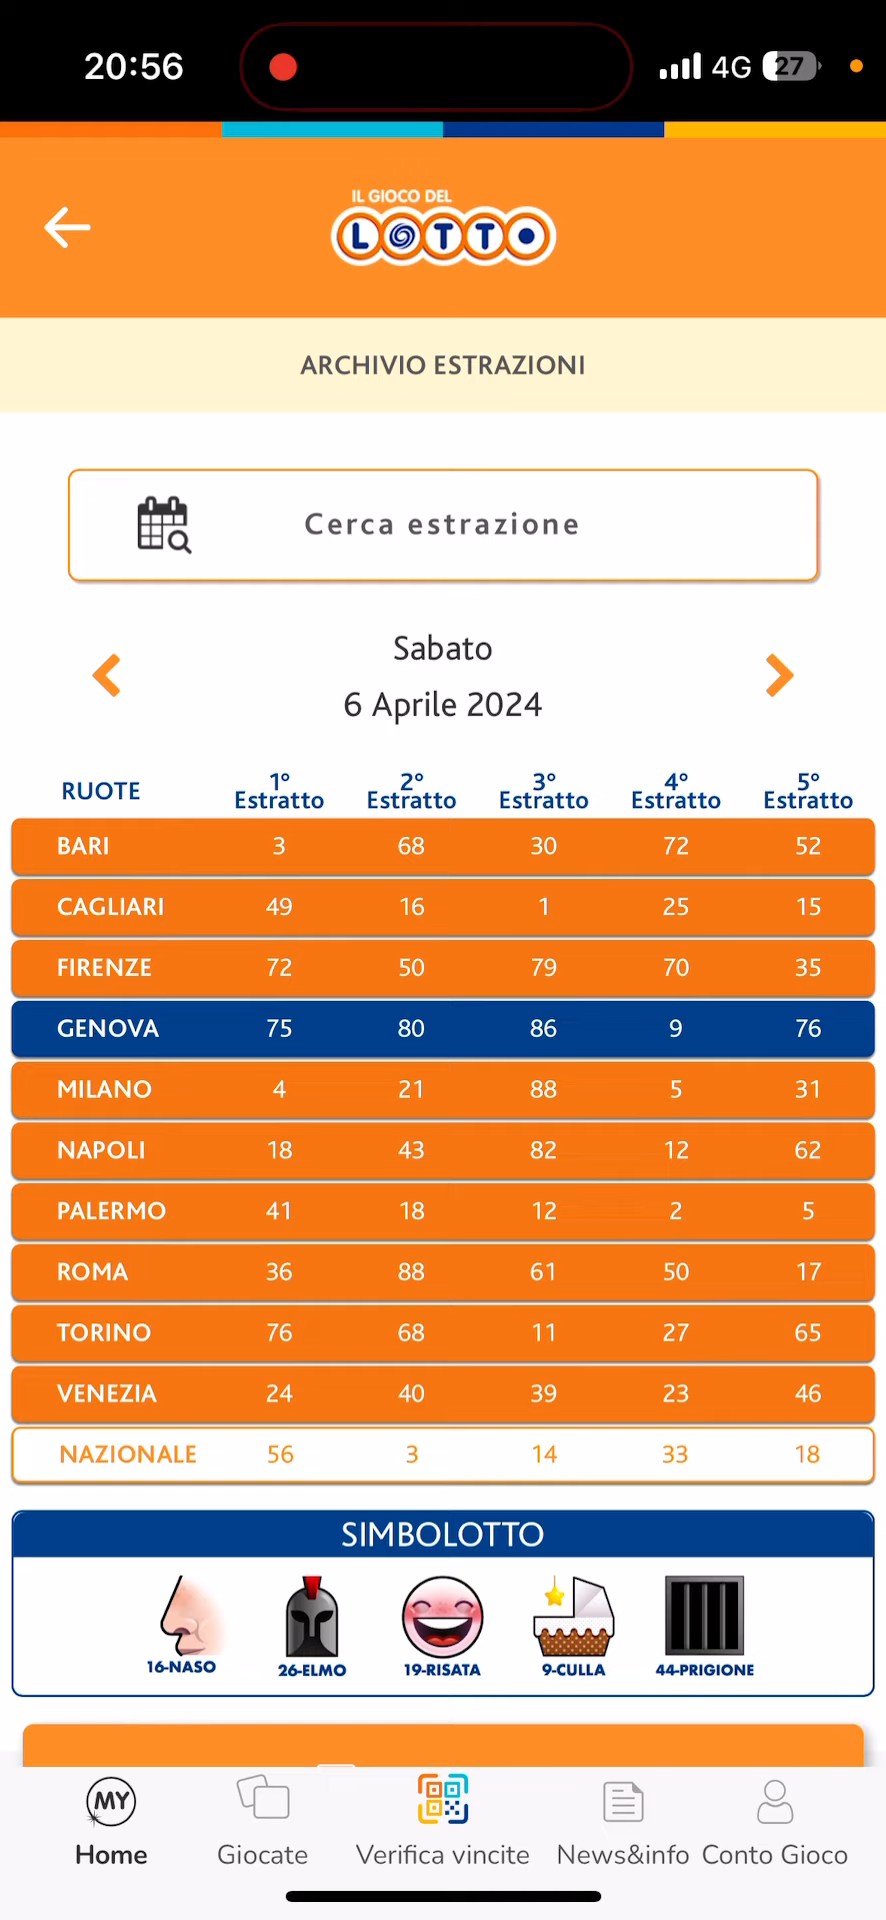 20:56 4G 27
IL GIOCO DEL
LOTTO
ARCHIVIO ESTRAZIONI
Cerca estrazione
Sabato
6 Aprile 2024
RUOTE 1° Estratto 2° Estratto 3° Estratto 4° Estratto 5° Estratto
BARI 3 68 30 72 52
CAGLIARI 49 16 1 25 15
FIRENZE 72 50 79 70 35
GENOVA 75 80 86 9 76
MILANO 4 21 88 5 31
NAPOLI 18 43 82 12 62
PALERMO 41 18 12 2 5
ROMA 36 88 61 50 17
TORINO 76 68 11 27 65
VENEZIA 24 40 39 23 46
NAZIONALE 56 3 14 33 18
SIMBOLOTTO
16-NASO 26-ELMO 19-RISATA 9-CULLA 44-PRIGIONE
MY
Home Giocate Verifica vincite News&info Conto Gioco